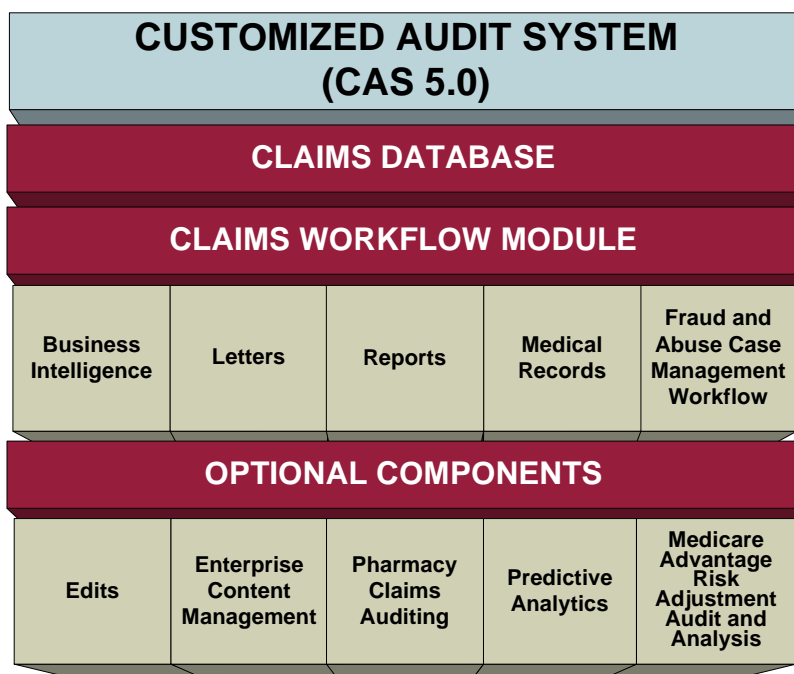 CUSTOMIZED AUDIT SYSTEM
(CAS 5.0)
CLAIMS DATABASE
CLAIMS WORKFLOW MODULE
Business
Intelligence
Letters
Reports
Medical
Records
Fraud and
Abuse Case
Management
Workflow
OPTIONAL COMPONENTS
Edits
Enterprise
Content
Management
Pharmacy
Claims
Auditing
Predictive
Analytics
Medicare
Advantage
Risk
Adjustment
Audit and
Analysis